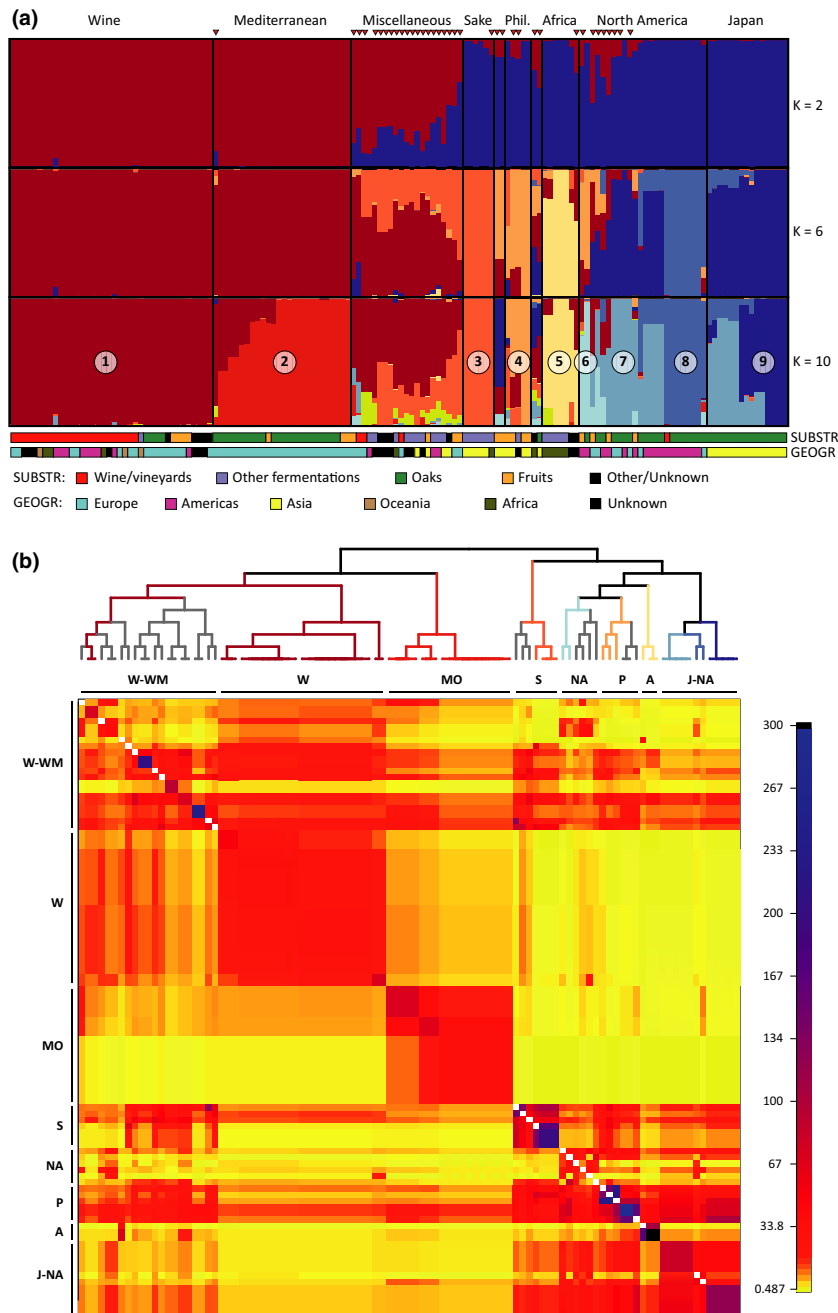 (a)
Wine Mediterranean Miscellaneous Sake Phil. Africa North America Japan
K = 2
K = 6
1 2 3 4 5 6 7 8 9 K = 10
SUBSTR
GEOGR
SUBSTR: Wine/vineyards Other fermentations Oaks Fruits Other/Unknown
GEOGR: Europe Americas Asia Oceania Africa Unknown
(b)
W-WM W MO S NA P A J-NA
W-WM
W
MO
S
NA
P
A
J-NA
300
267
233
200
167
134
100
67
33.8
0.487